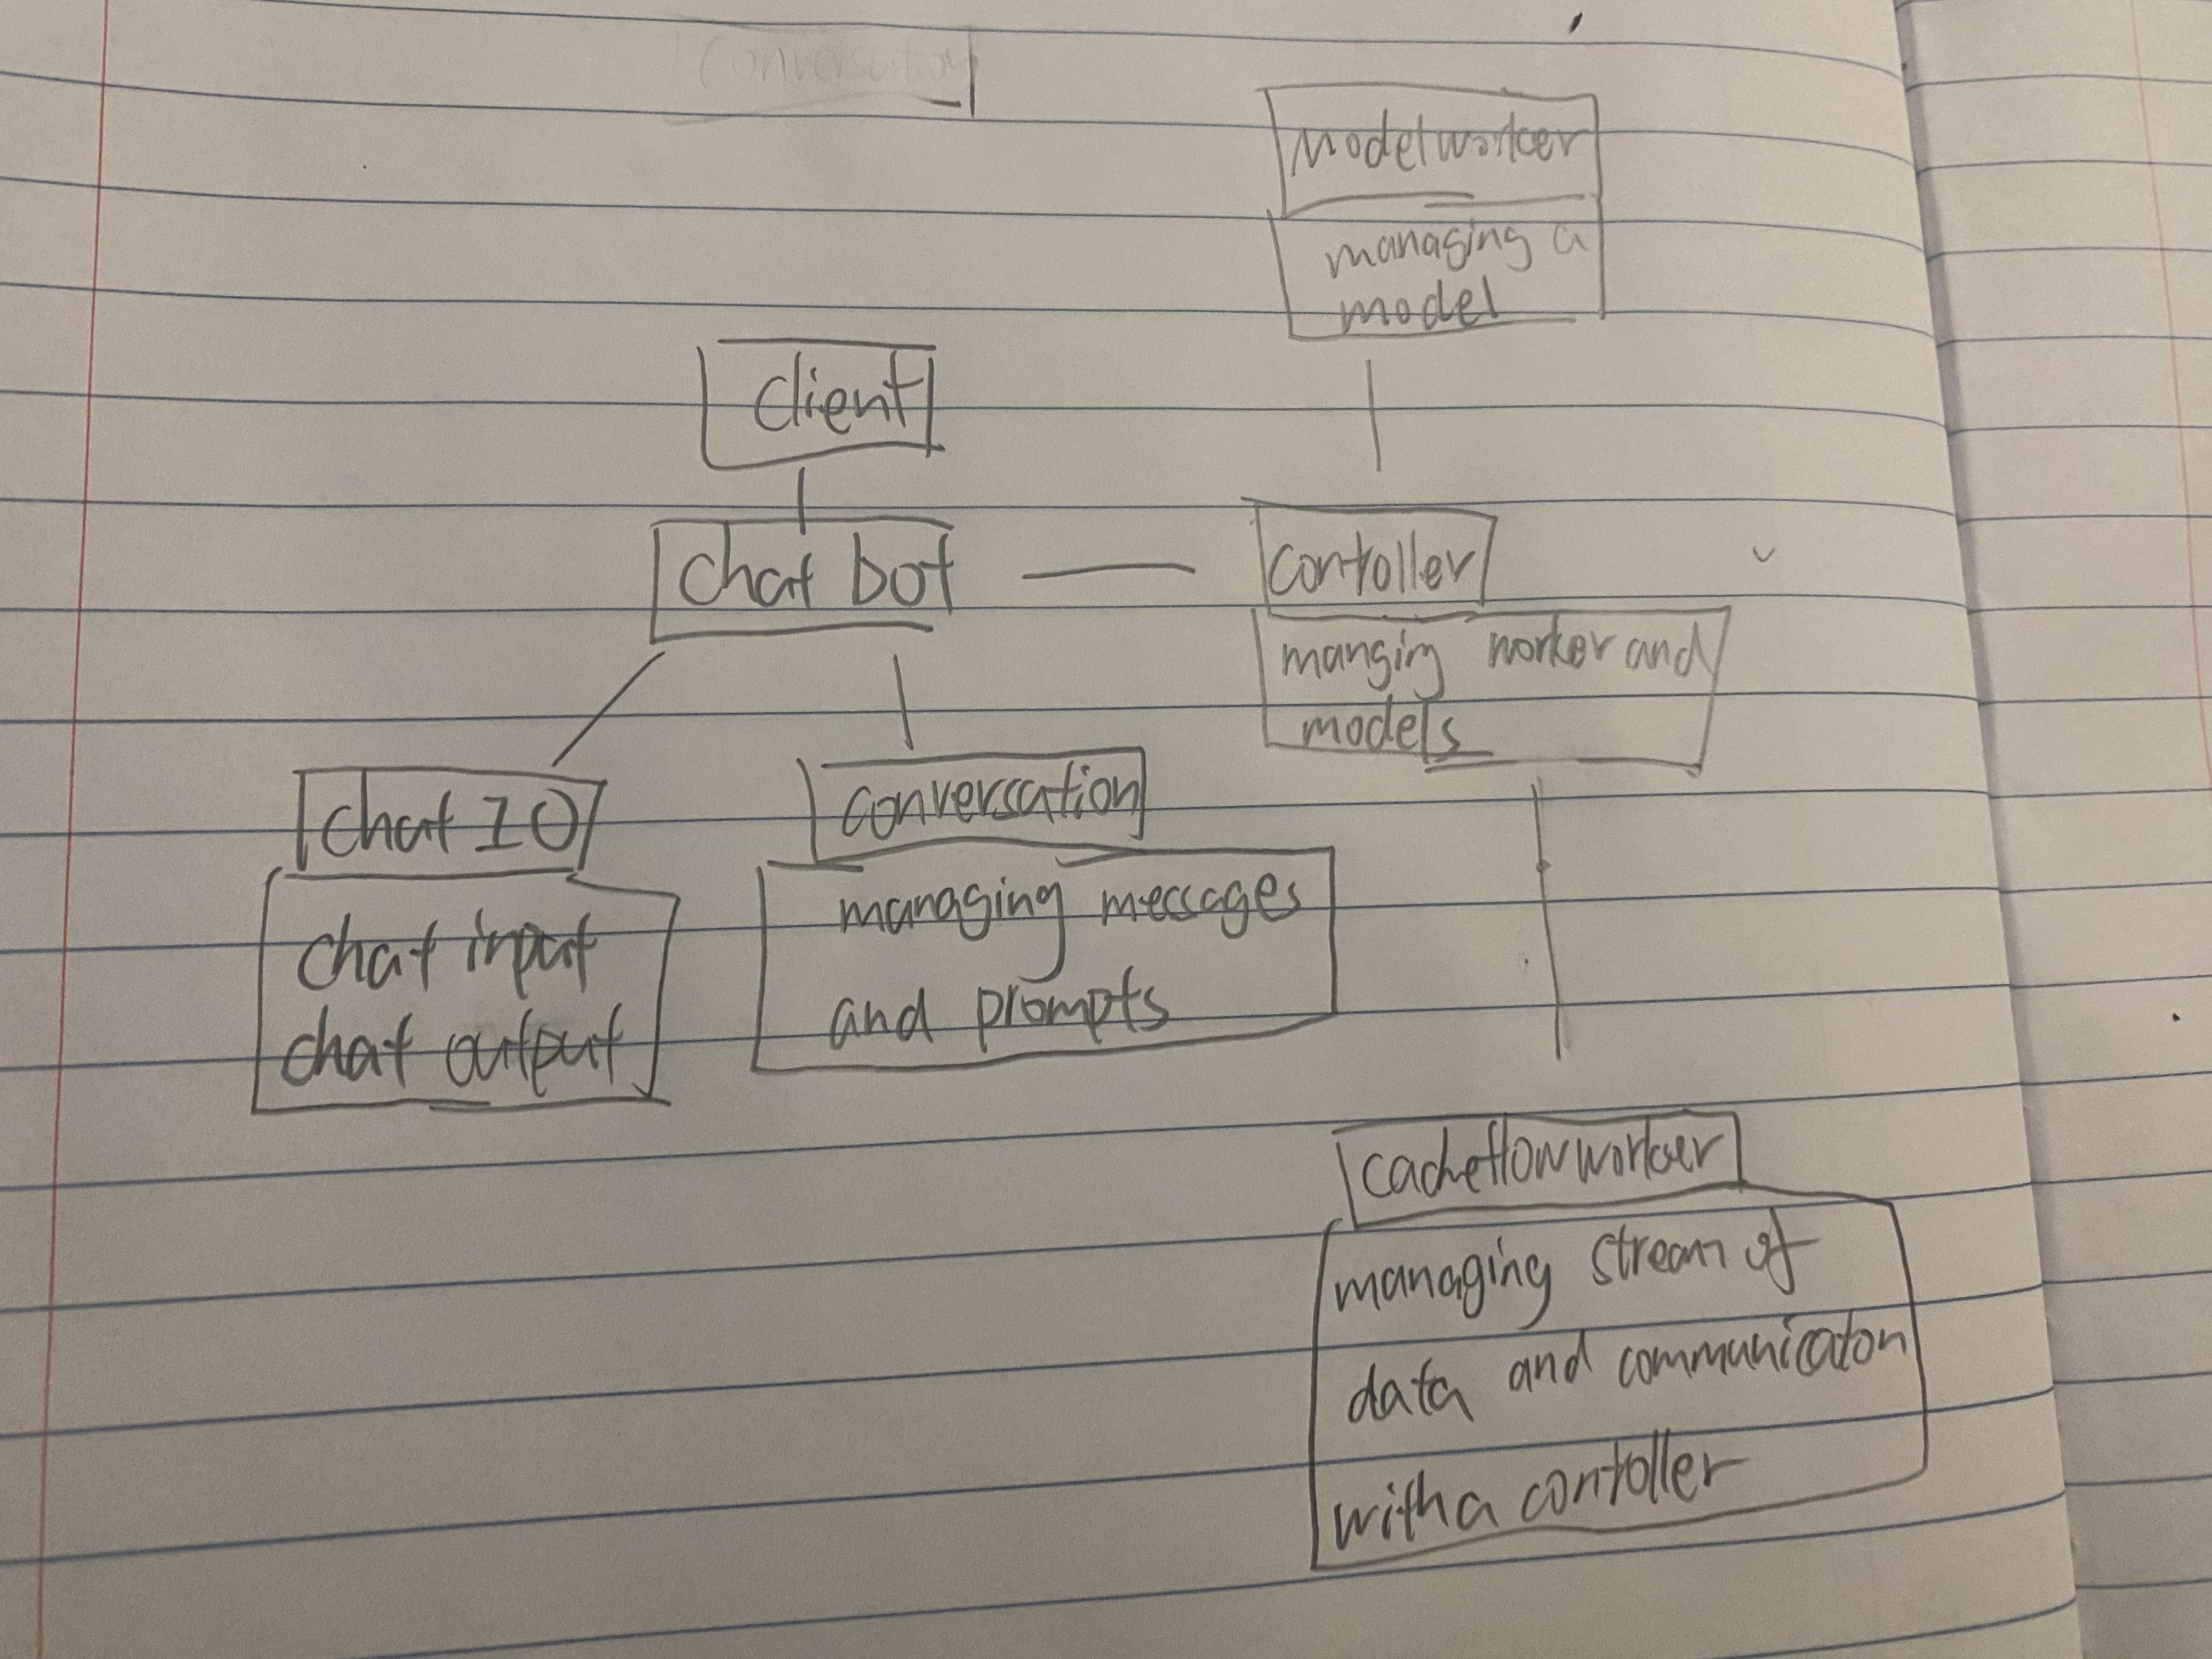 conversation
modelworker
managing a
model
client
chat bot
contoller
manging worker and
models
chat IO
chat input
chat output
conversation
managing messages
and prompts
cacheflowworker
managing stream of
data and communicaton
with a contoller